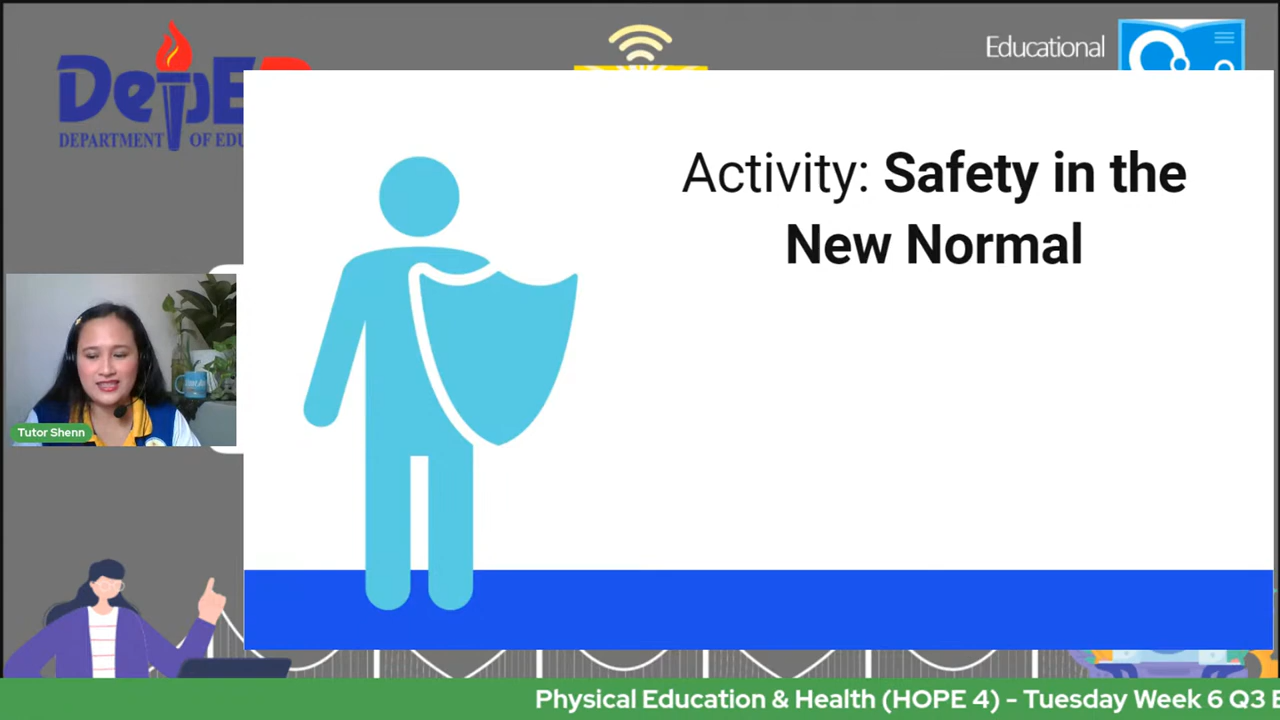 DepE
DEPARTMENT OF EDU
Educational
Activity: Safety in the
New Normal
Tutor Shenn
Physical Education & Health (HOPE 4) - Tuesday Week 6 Q3